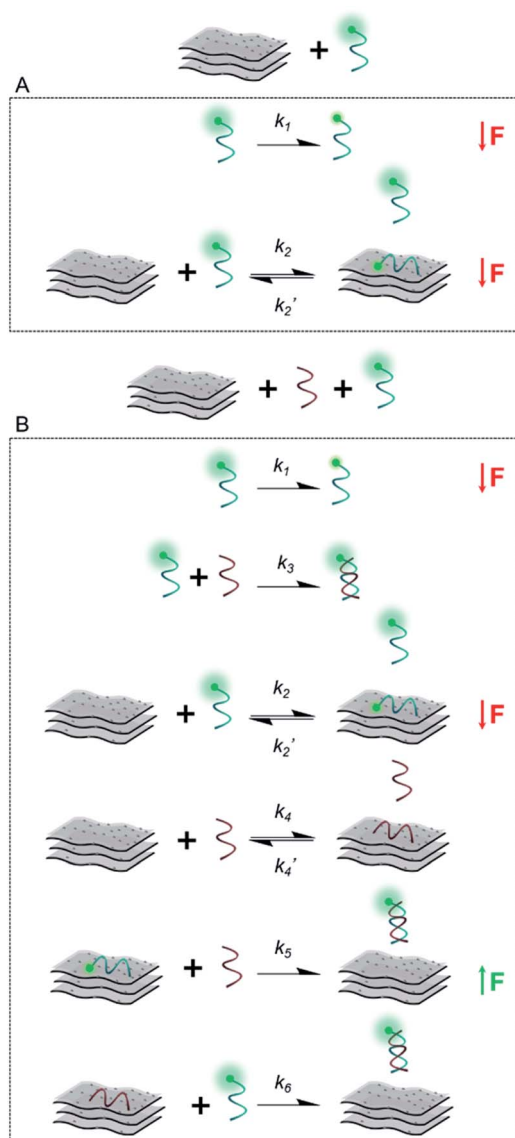 +
A
k1
↓F
+ k2 k2'
↓F
+ +
B
k1
↓F
+ k3
+ k2 k2'
↓F
+ k4 k4'
+ k5
↑F
+ k6